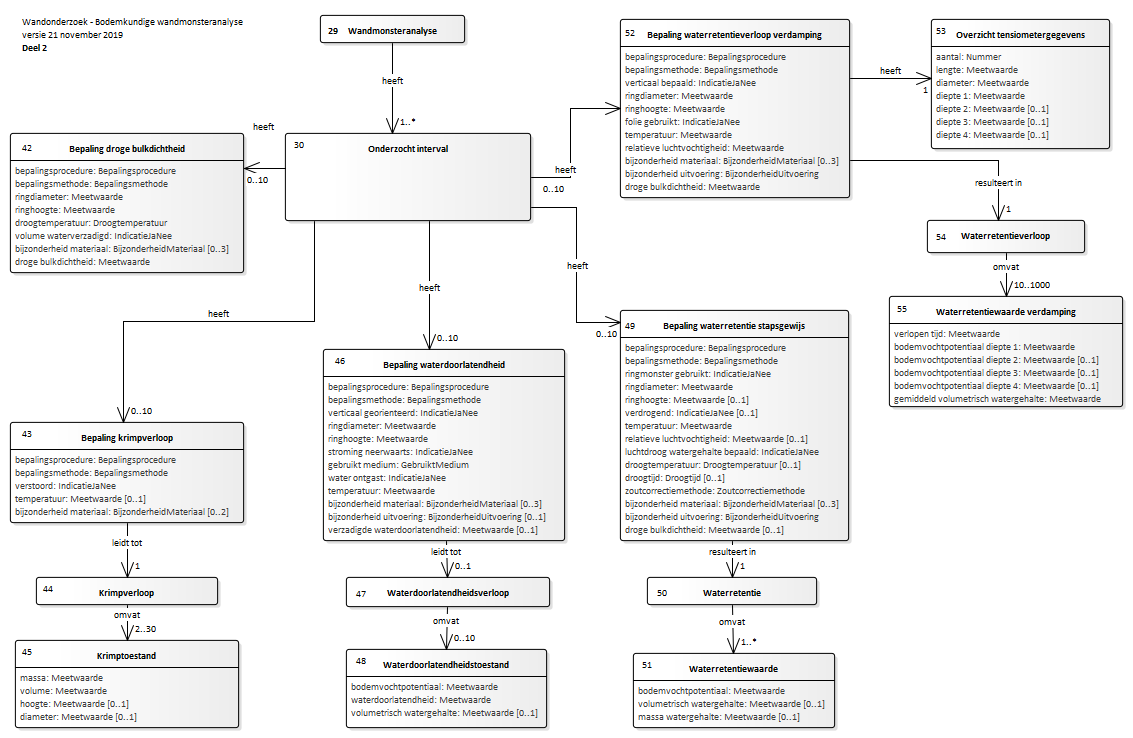 Wandonderzoek - Bodemkundige wandmonsteranalyse
versie 21 november 2019
Deel 2
29 Wandmonsteranalyse
heeft
1..*
30 Onderzocht interval
heeft
0..10
42 Bepaling droge bulkdichtheid
bepalingsprocedure: Bepalingsprocedure
bepalingsmethode: Bepalingsmethode
ringdiameter: Meetwaarde
ringhoogte: Meetwaarde
droogtemperatuur: Droogtemperatuur
volume waterverzadigd: IndicatieJaNee
bijzonderheid materiaal: BijzonderheidMateriaal [0..3]
droge bulkdichtheid: Meetwaarde
heeft
0..10
43 Bepaling krimpverloop
bepalingsprocedure: Bepalingsprocedure
bepalingsmethode: Bepalingsmethode
verstoord: IndicatieJaNee
temperatuur: Meetwaarde [0..1]
bijzonderheid materiaal: BijzonderheidMateriaal [0..2]
leidt tot
1
44 Krimpverloop
omvat
2..30
45 Krimptoestand
massa: Meetwaarde
volume: Meetwaarde
hoogte: Meetwaarde [0..1]
diameter: Meetwaarde [0..1]
heeft
0..10
46 Bepaling waterdoorlatendheid
bepalingsprocedure: Bepalingsprocedure
bepalingsmethode: Bepalingsmethode
verticaal georienteerd: IndicatieJaNee
ringdiameter: Meetwaarde
ringhoogte: Meetwaarde
stroming neerwaarts: IndicatieJaNee
gebruikt medium: GebruiktMedium
water ontgast: IndicatieJaNee
temperatuur: Meetwaarde
bijzonderheid materiaal: BijzonderheidMateriaal [0..3]
bijzonderheid uitvoering: BijzonderheidUitvoering [0..1]
verzadigde waterdoorlatendheid: Meetwaarde [0..1]
leidt tot
0..1
47 Waterdoorlatendheidsverloop
omvat
0..10
48 Waterdoorlatendheidstoestand
bodemvochtpotentiaal: Meetwaarde
waterdoorlatendheid: Meetwaarde
volumetrisch watergehalte: Meetwaarde [0..1]
heeft
0..10
49 Bepaling waterretentie stapsgewijs
bepalingsprocedure: Bepalingsprocedure
bepalingsmethode: Bepalingsmethode
ringmonster gebruikt: IndicatieJaNee
ringdiameter: Meetwaarde
ringhoogte: Meetwaarde [0..1]
verdrogend: IndicatieJaNee [0..1]
temperatuur: Meetwaarde
relatieve luchtvochtigheid: Meetwaarde [0..1]
luchtdroog watergehalte bepaald: IndicatieJaNee
droogtemperatuur: Droogtemperatuur [0..1]
droogtijd: Droogtijd [0..1]
zoutcorrectiemethode: Zoutcorrectiemethode
bijzonderheid materiaal: BijzonderheidMateriaal [0..3]
bijzonderheid uitvoering: BijzonderheidUitvoering
droge bulkdichtheid: Meetwaarde [0..1]
resulteert in
1
50 Waterretentie
omvat
1..*
51 Waterretentiewaarde
bodemvochtpotentiaal: Meetwaarde
volumetrisch watergehalte: Meetwaarde [0..1]
massa watergehalte: Meetwaarde [0..1]
heeft
0..10
52 Bepaling waterretentieverloop verdamping
bepalingsprocedure: Bepalingsprocedure
bepalingsmethode: Bepalingsmethode
verticaal bepaald: IndicatieJaNee
ringdiameter: Meetwaarde
ringhoogte: Meetwaarde
folie gebruikt: IndicatieJaNee
temperatuur: Meetwaarde
relatieve luchtvochtigheid: Meetwaarde
bijzonderheid materiaal: BijzonderheidMateriaal [0..3]
bijzonderheid uitvoering: BijzonderheidUitvoering
droge bulkdichtheid: Meetwaarde
heeft
1
53 Overzicht tensiometergegevens
aantal: Nummer
lengte: Meetwaarde
diameter: Meetwaarde
diepte 1: Meetwaarde
diepte 2: Meetwaarde [0..1]
diepte 3: Meetwaarde [0..1]
diepte 4: Meetwaarde [0..1]
resulteert in
1
54 Waterretentieverloop
omvat
10..1000
55 Waterretentiewaarde verdamping
verlopen tijd: Meetwaarde
bodemvochtpotentiaal diepte 1: Meetwaarde
bodemvochtpotentiaal diepte 2: Meetwaarde [0..1]
bodemvochtpotentiaal diepte 3: Meetwaarde [0..1]
bodemvochtpotentiaal diepte 4: Meetwaarde [0..1]
gemiddeld volumetrisch watergehalte: Meetwaarde